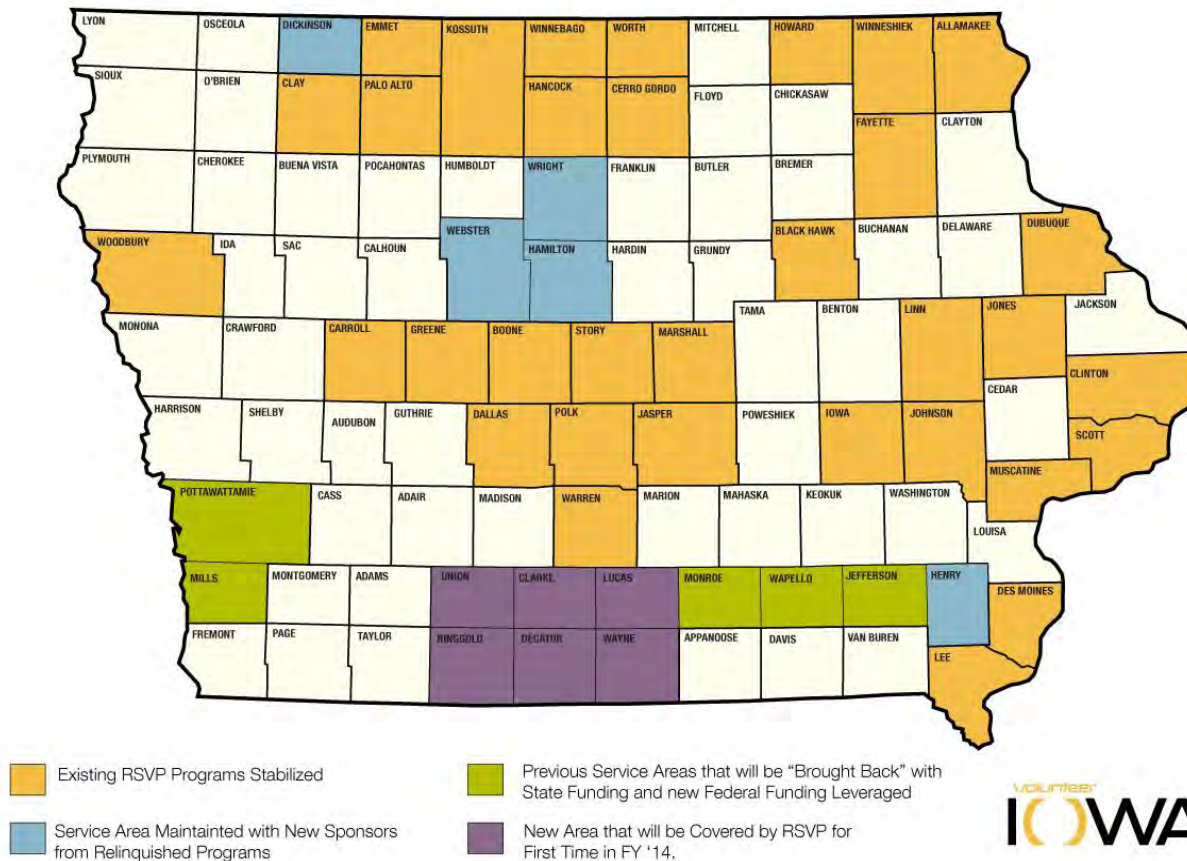 LYON
OSCEOLA
DICKINSON
EMMET
KOSSUTH
WINNEBAGO
WORTH
MITCHELL
HOWARD
WINNESHIEK
ALLAMAKEE
SIOUX
O'BRIEN
CLAY
PALO ALTO
HANCOCK
CERRO GORDO
FLOYD
CHICKASAW
FAYETTE
CLAYTON
PLYMOUTH
CHEROKEE
BUENA VISTA
POCAHONTAS
HUMBOLDT
WRIGHT
FRANKLIN
BUTLER
BREMER
WOODBURY
IDA
SAC
CALHOUN
WEBSTER
HAMILTON
HARDIN
GRUNDY
BLACK HAWK
BUCHANAN
DELAWARE
DUBUQUE
MONONA
CRAWFORD
CARROLL
GREENE
BOONE
STORY
MARSHALL
TAMA
BENTON
LINN
JONES
JACKSON
CLINTON
HARRISON
SHELBY
AUDUBON
GUTHRIE
DALLAS
POLK
JASPER
POWESHIEK
IOWA
JOHNSON
CEDAR
SCOTT
MUSCATINE
POTTAWATTAMIE
CASS
ADAIR
MADISON
WARREN
MARION
MAHASKA
KEOKUK
WASHINGTON
LOUISA
MILLS
MONTGOMERY
ADAMS
UNION
CLARKE
LUCAS
MONROE
WAPELLO
JEFFERSON
HENRY
DES MOINES
FREMONT
PAGE
TAYLOR
RINGGOLD
DECATUR
WAYNE
APPANOOSE
DAVIS
VAN BUREN
LEE
Existing RSVP Programs Stabilized
Service Area Maintainted with New Sponsors
from Relinquished Programs
Previous Service Areas that will be “Brought Back” with
State Funding and new Federal Funding Leveraged
New Area that will be Covered by RSVP for
First Time in FY '14.
volunteer
IOWA